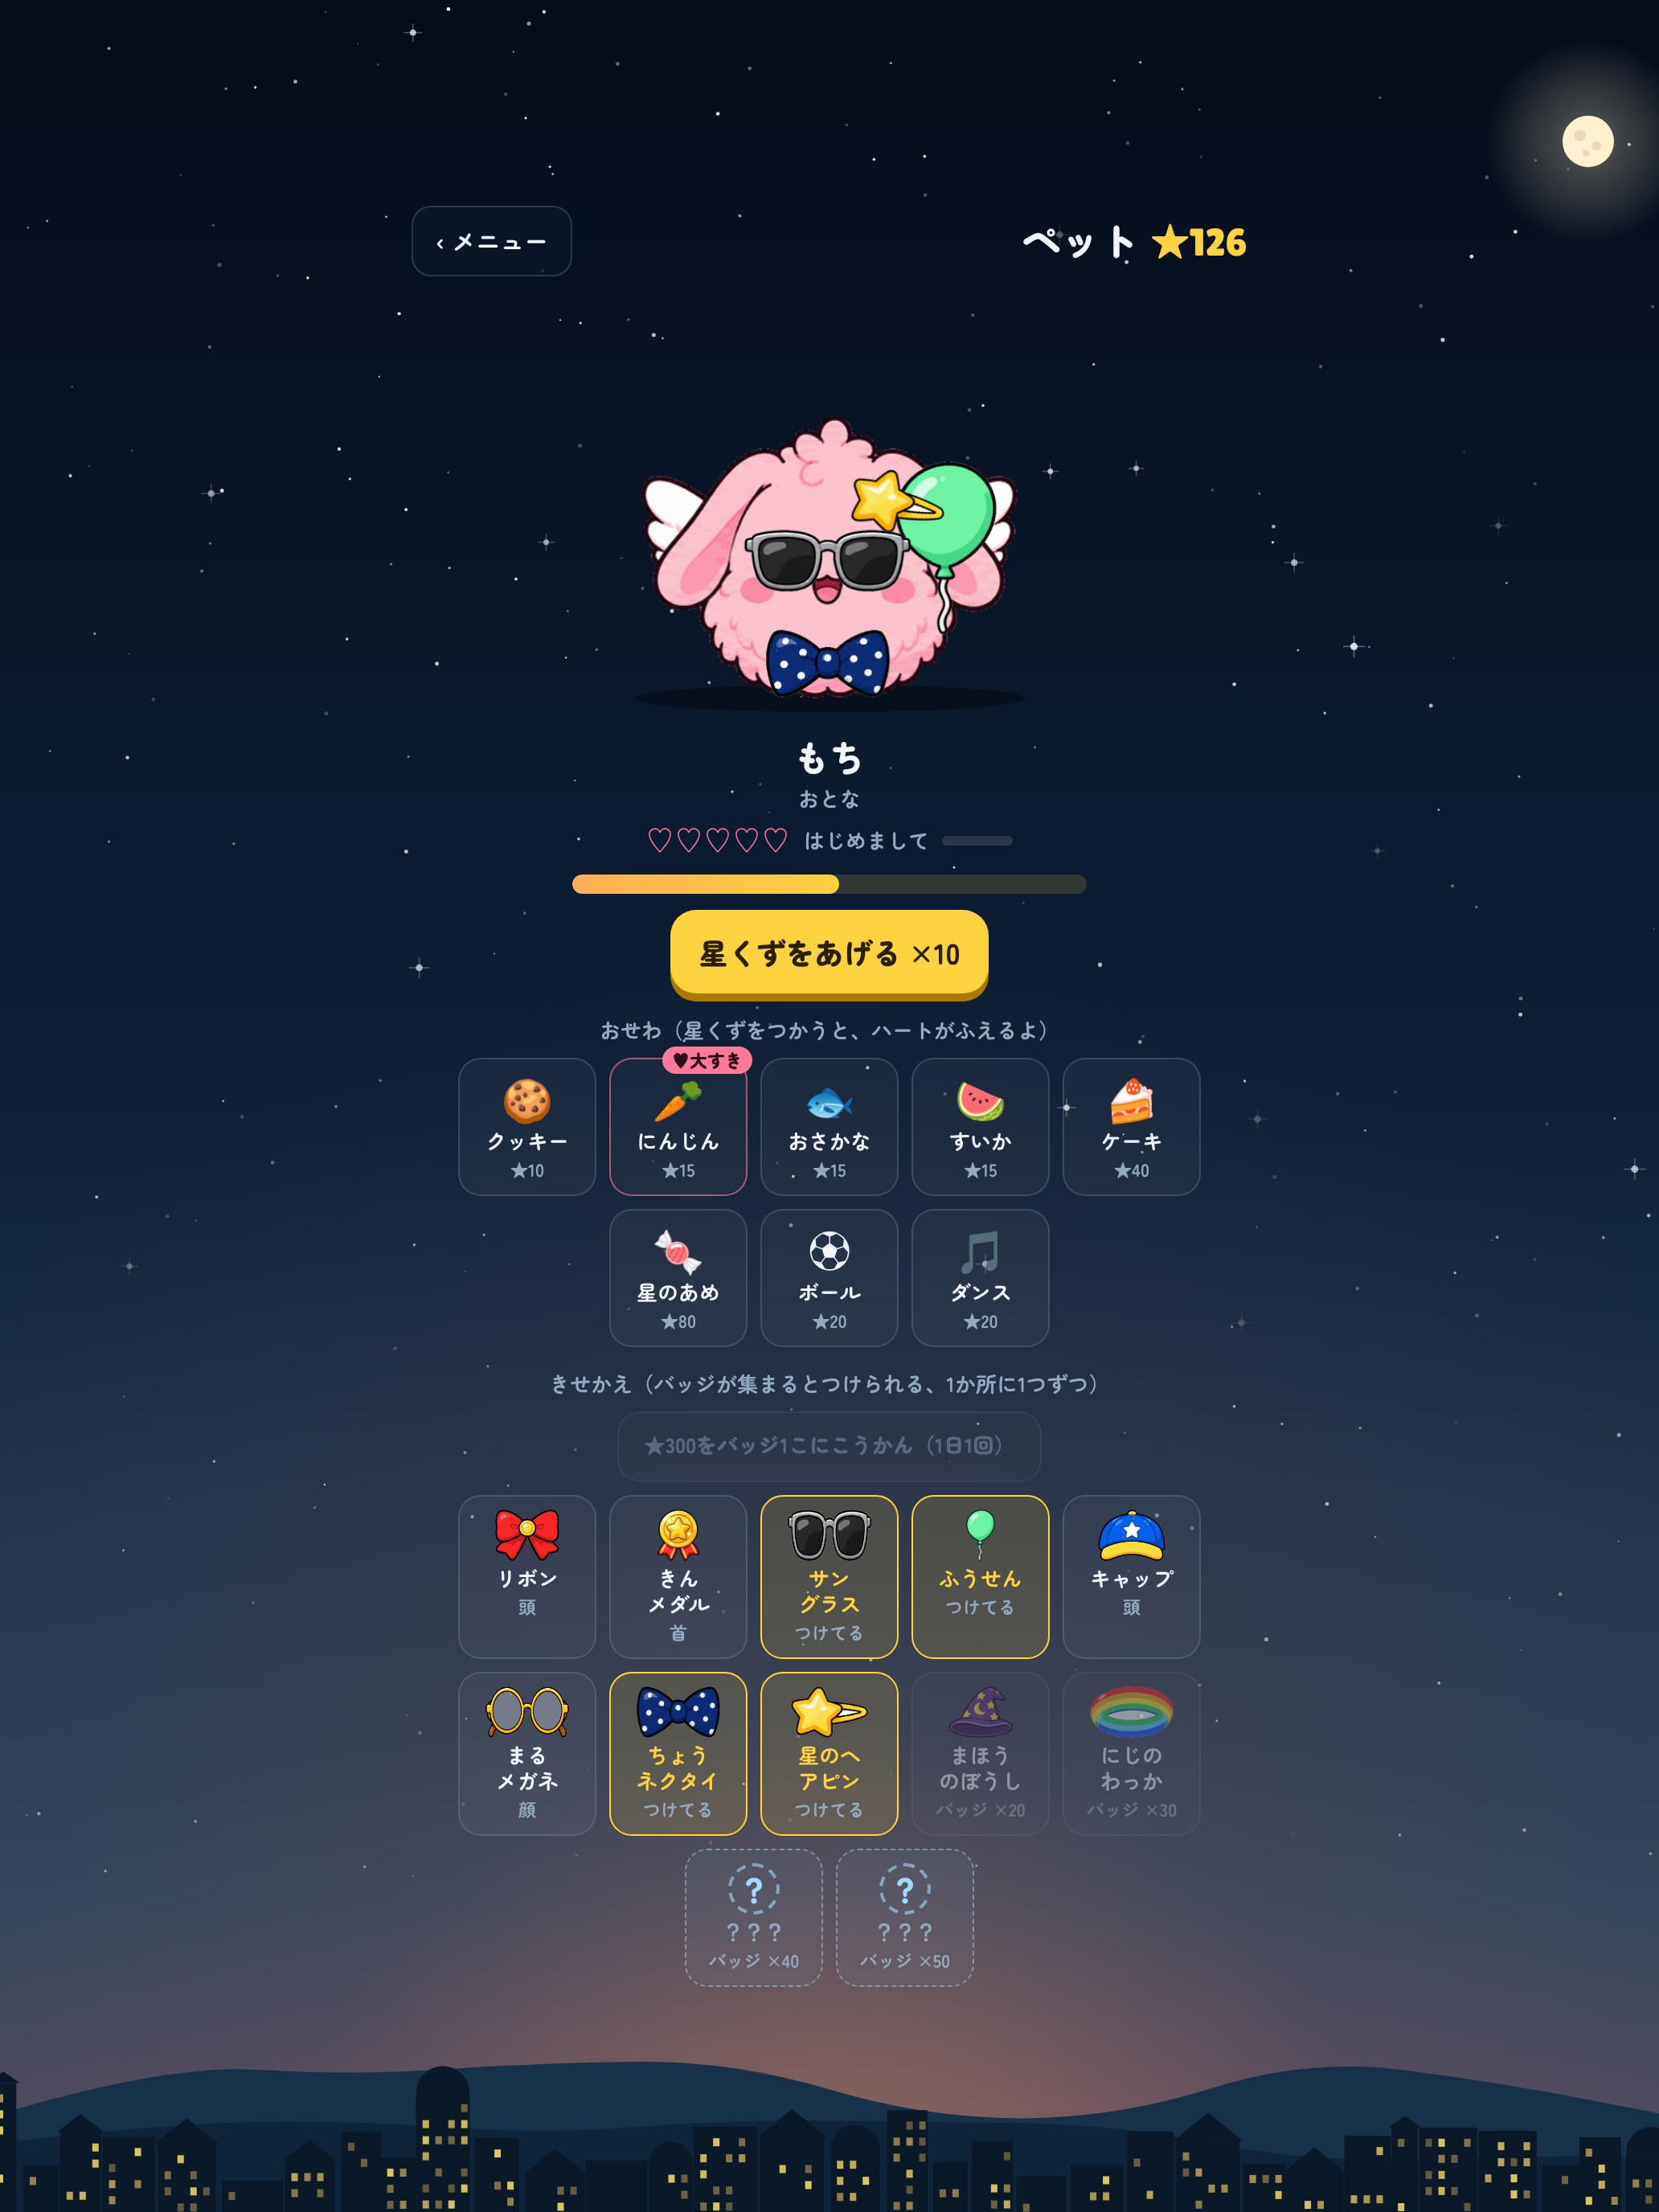 ‹ メニュー
ペット ★126
もち
おとな
♡♡♡♡♡ はじめまして
星くずをあげる ×10
おせわ（星くずをつかうと、ハートがふえるよ）
♥大すき
クッキー
★10
にんじん
★15
おさかな
★15
すいか
★15
ケーキ
★40
星のあめ
★80
ボール
★20
ダンス
★20
きせかえ（バッジが集まるとつけられる、1か所に1つずつ）
★300をバッジ1こにこうかん（1日1回）
リボン
頭
きん
メダル
首
サン
グラス
つけてる
ふうせん
つけてる
キャップ
頭
まる
メガネ
顔
ちょう
ネクタイ
つけてる
星のヘ
アピン
つけてる
まほう
のぼうし
バッジ ×20
にじの
わっか
バッジ ×30
?
？？？
バッジ ×40
?
？？？
バッジ ×50